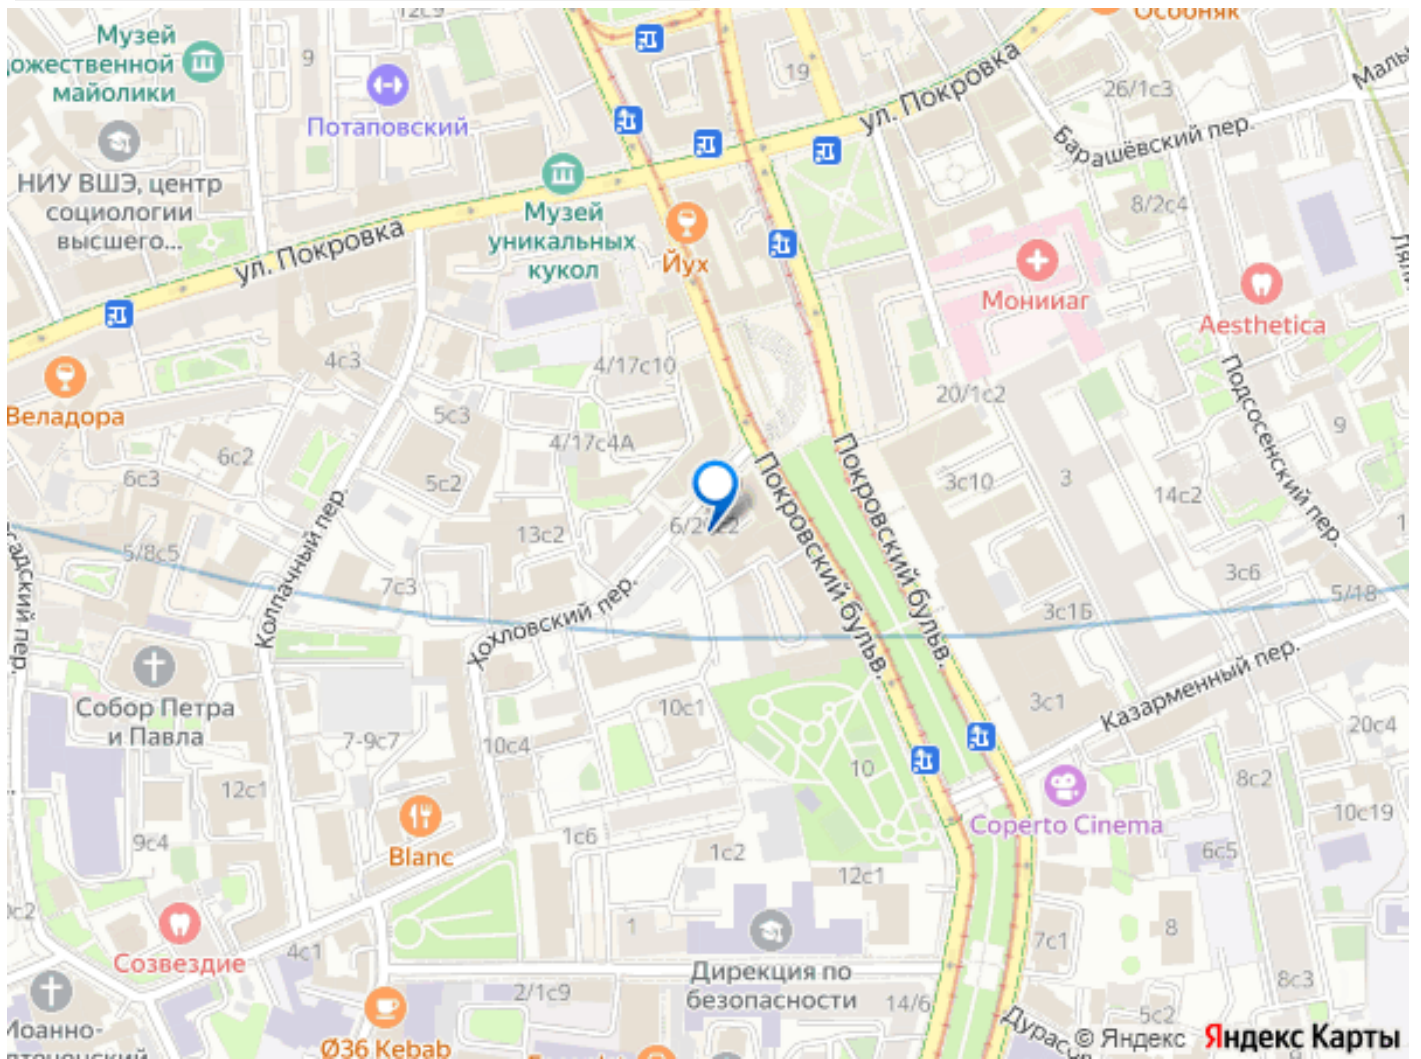 12с9
Особняк
Музей
ожественной
майолики
9
Потаповский
19
ул. Покровка
26/1с3
Барашёвский пер.
НИУ ВШЭ, центр
социологии
высшего...
Музей
уникальных
кукол
Йух
8/2с4
Мониаг
Aesthetica
ул. Покровка
4с3
4/17с10
20/1с2
Подсосенский пер.
9
Веладора
5с3
4/17с4А
6с2
6с3
5с2
Покровский бульв.
Покровский бульв.
3с10
3
14с2
13с2
5/8с5
Колпачный пер.
7с3
Хохловский пер.
3с6
5/18
3с1Б
Казарменный пер.
Собор Петра
и Павла
10с1
3с1
20с4
7-9с7
10с4
10
8с2
12с1
Coperto Cinema
10с19
9с4
Blanc
1с6
1с2
12с1
6с5
Созвездие
4с1
1
7с1
8
Дирекция по
безопасности
2/1с9
14/6
8с3
5с2
Иоанно-
Ø36 Kebab
© Яндекс
Яндекс Карты